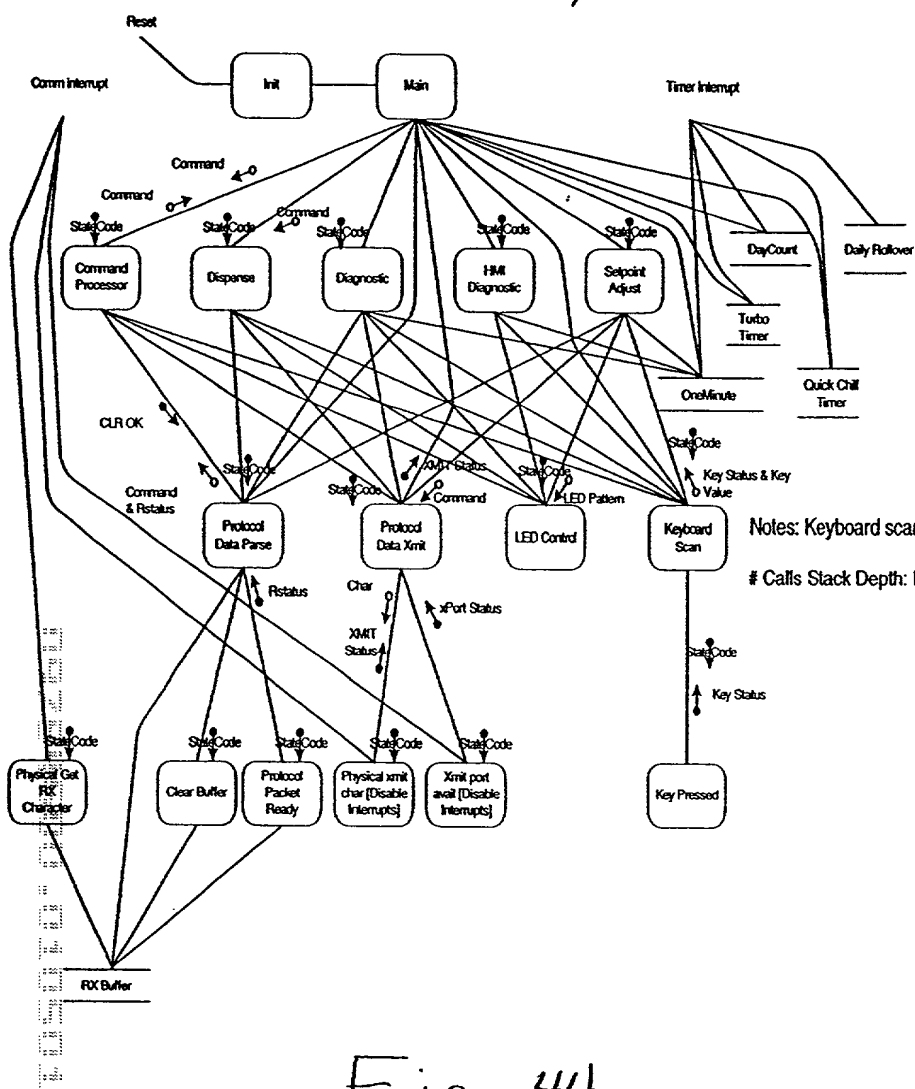 Reset
Comm Interrupt
Init
Main
Timer Interrupt
Command
Command
Command
StateCode
StateCode
StateCode
StateCode
StateCode
Command
Processor
Dispense
Diagnostic
HMI
Diagnostic
Setpoint
Adjust
DayCount
Daily Rollover
Turbo
Timer
OneMinute
Quick Chill
Timer
CLR OK
StateCode
XMIT Status
StateCode
StateCode
Key Status & Key
Value
Command
& Rstatus
StateCode
Command
LED Pattern
Protocol
Data Parse
Protocol
Data Xmit
LED Control
Keyboard
Scan
Notes: Keyboard scan
# Calls Stack Depth:
Rstatus
Char
xPort Status
XMIT
Status
StateCode
Key Status
StateCode
StateCode
StateCode
StateCode
StateCode
Physical Get
RX
Character
Clear Buffer
Protocol
Packet
Ready
Physical xmit
char [Disable
Interrupts]
Xmit port
avail [Disable
Interrupts]
Key Pressed
RX Buffer
Fig. 44